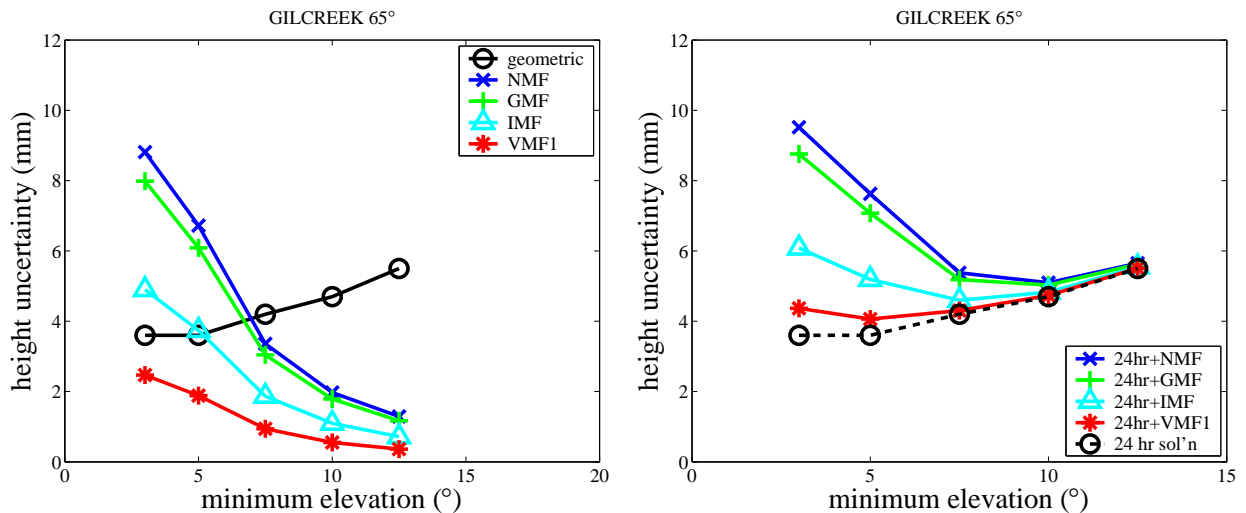 GILCREEK 65°
height uncertainty (mm)
12
10
8
6
4
2
0
0 5 10 15 20
minimum elevation (°)
geometric
NMF
GMF
IMF
VMF1
GILCREEK 65°
height uncertainty (mm)
12
10
8
6
4
2
0
0 5 10 15
minimum elevation (°)
24hr+NMF
24hr+GMF
24hr+IMF
24hr+VMF1
24 hr sol'n